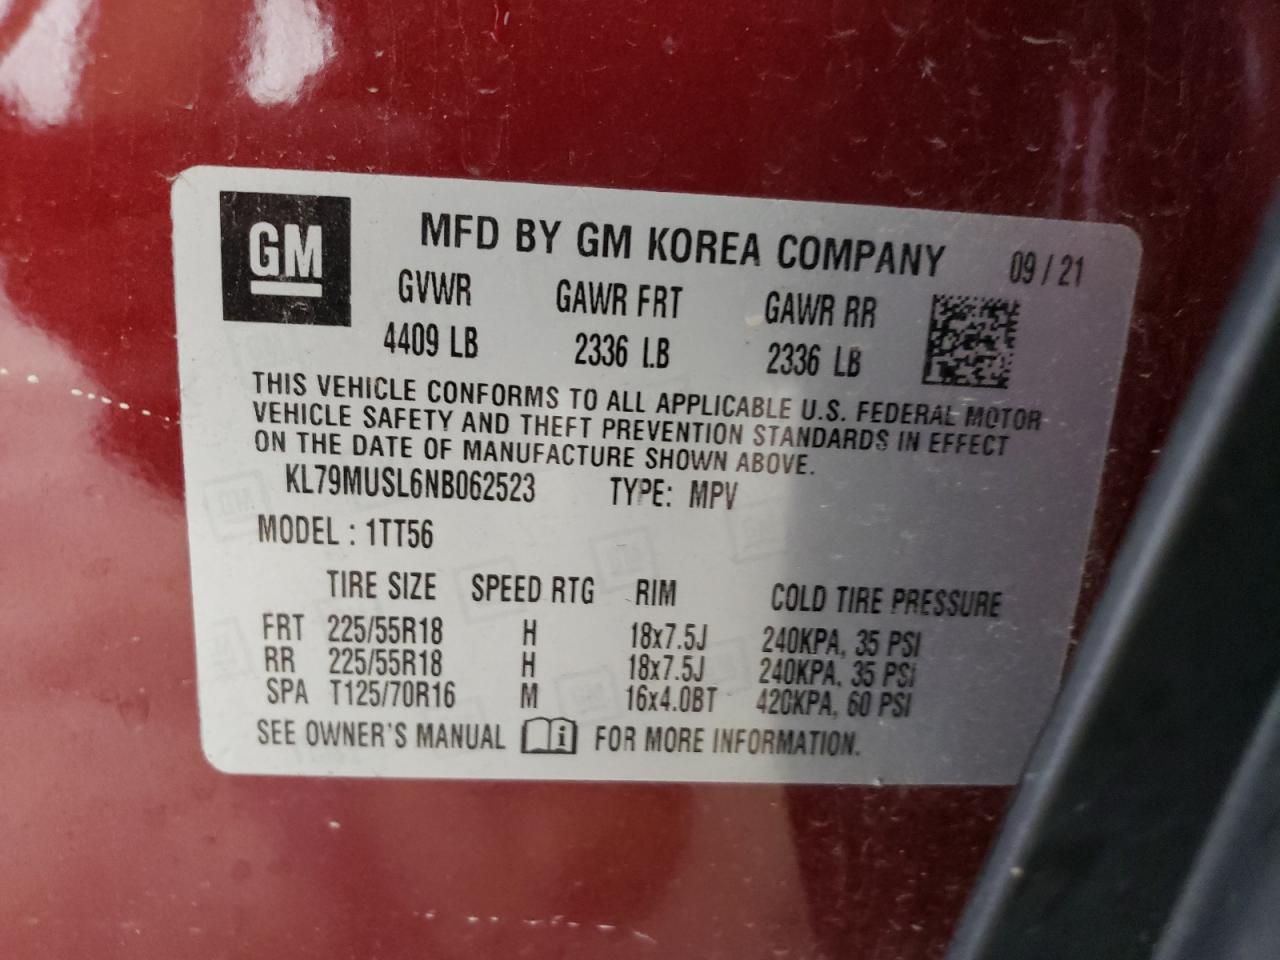 GM
MFD BY GM KOREA COMPANY 09 / 21
GVWR GAWR FRT GAWR RR
4409 LB 2336 LB 2336 LB
THIS VEHICLE CONFORMS TO ALL APPLICABLE U.S. FEDERAL MOTOR
VEHICLE SAFETY AND THEFT PREVENTION STANDARDS IN EFFECT
ON THE DATE OF MANUFACTURE SHOWN ABOVE.
KL79MUSL6NB062523 TYPE: MPV
MODEL : 1TT56
TIRE SIZE SPEED RTG RIM COLD TIRE PRESSURE
FRT 225/55R18 H 18x7.5J 240KPA, 35 PSI
RR 225/55R18 H 18x7.5J 240KPA, 35 PSI
SPA T125/70R16 M 16x4.0BT 420KPA, 60 PSI
SEE OWNER'S MANUAL i FOR MORE INFORMATION.